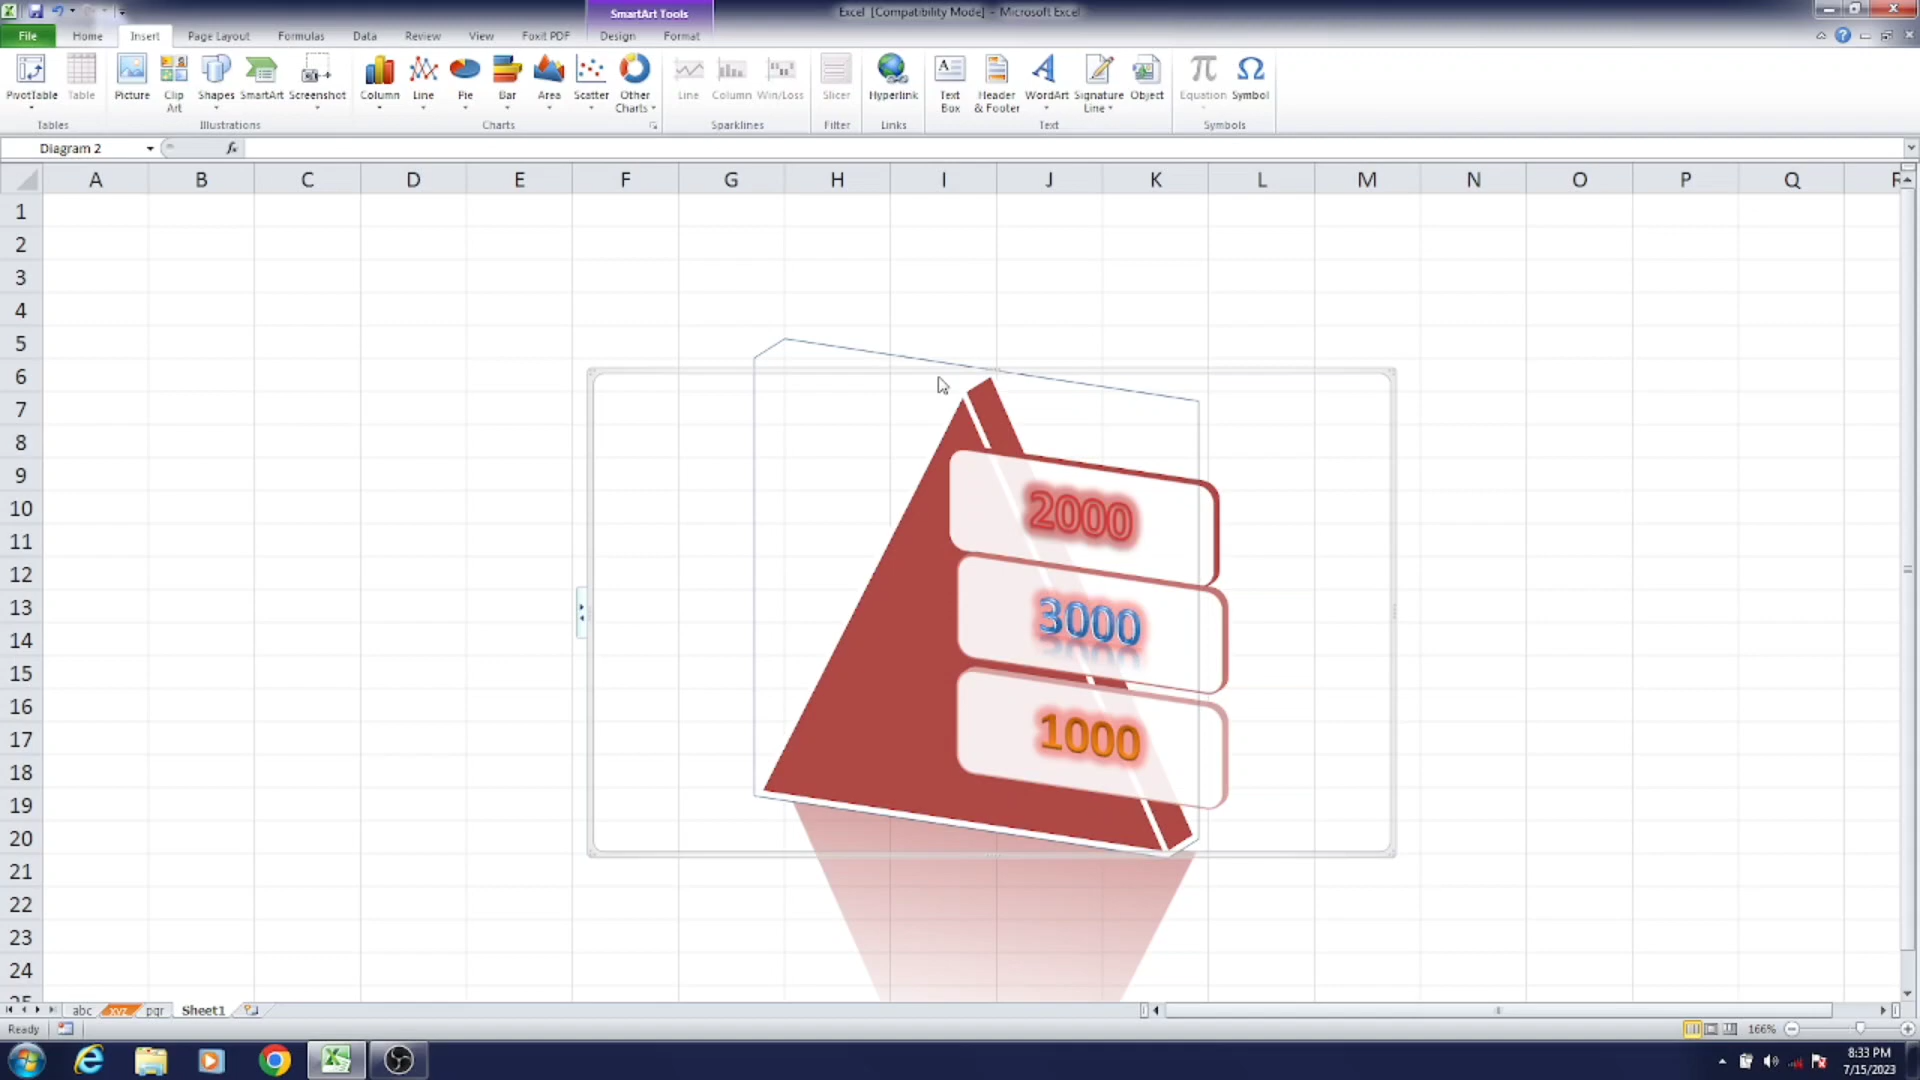 SmartArt Tools
Excel [Compatibility Mode] - Microsoft Excel
File Home Insert Page Layout Formulas Data Review View Foxit PDF Design Format
PivotTable Table Picture Clip Art Shapes SmartArt Screenshot Column Line Pie Bar Area Scatter Other Charts Line Column Win/Loss Slicer Hyperlink Text Box Header & Footer WordArt Signature Line Object Equation Symbol
Tables Illustrations Charts Sparklines Filter Links Text Symbols
Diagram 2 fx
A B C D E F G H I J K L M N O P Q R
1
2
3
4
5
6
7
8
9
10
11
12
13
14
15
16
17
18
19
20
21
22
23
24
25
2000
3000
1000
abc xyz pqr Sheet1
Ready 166%
8:33 PM
7/15/2023